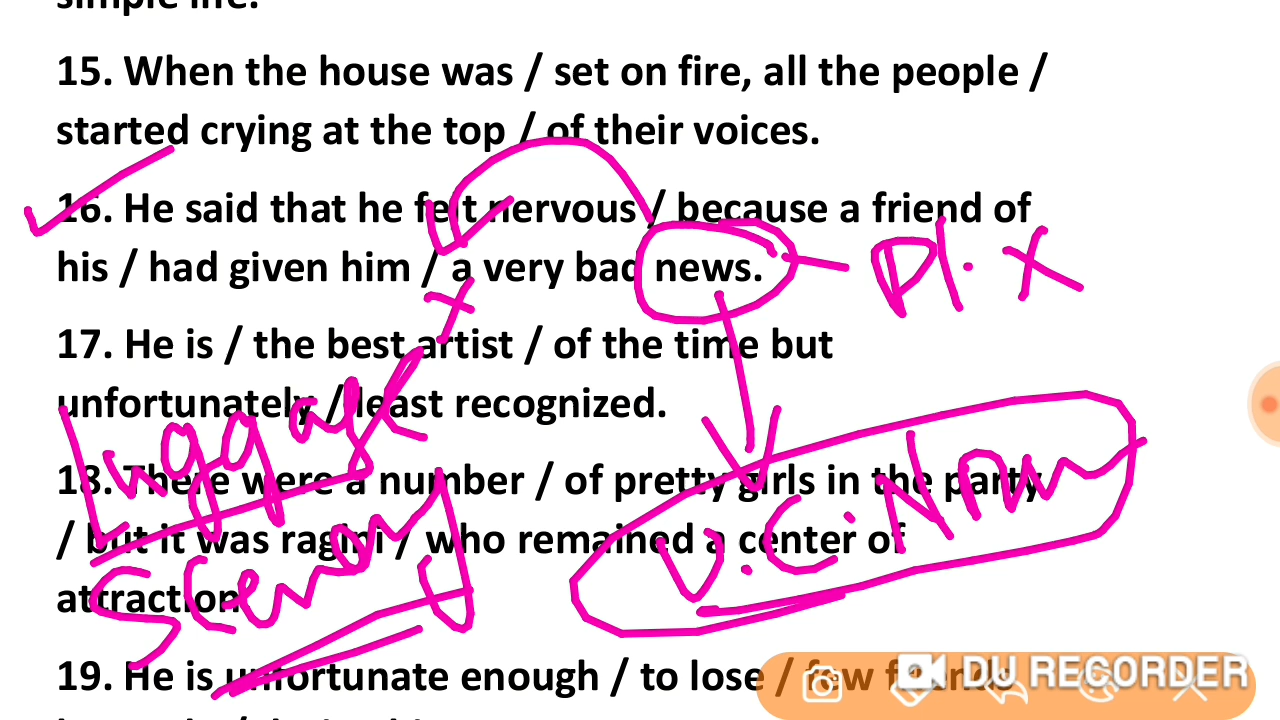 simple life.
15. When the house was / set on fire, all the people /
started crying at the top / of their voices.
16. He said that he felt nervous / because a friend of
his / had given him / a very bad news.
Pl. X
17. He is / the best artist / of the time but
unfortunately / least recognized.
luggage X
18. There were a number / of pretty girls in the party
U.C. Noun
/ but it was ragini / who remained a center of
attraction
scenery
19. He is unfortunate enough / to lose / few friends
DU RECORDER